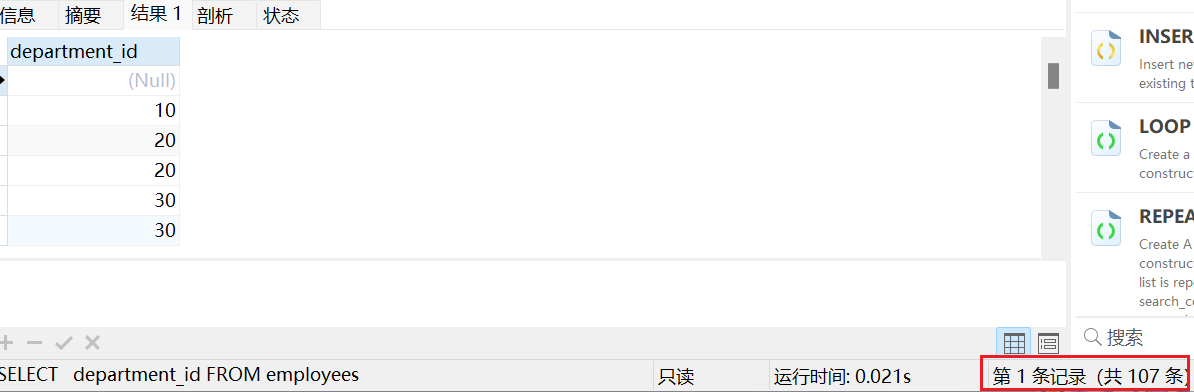 信息 摘要 结果 1 剖析 状态
department_id
(Null)
10
20
20
30
30
SELECT department_id FROM employees
只读
运行时间: 0.021s
第 1 条记录 (共 107 条)
INSER
Insert ne
existing t
LOOP
Create a
construc
REPEA
Create A
construc
list is rep
search_c
搜索